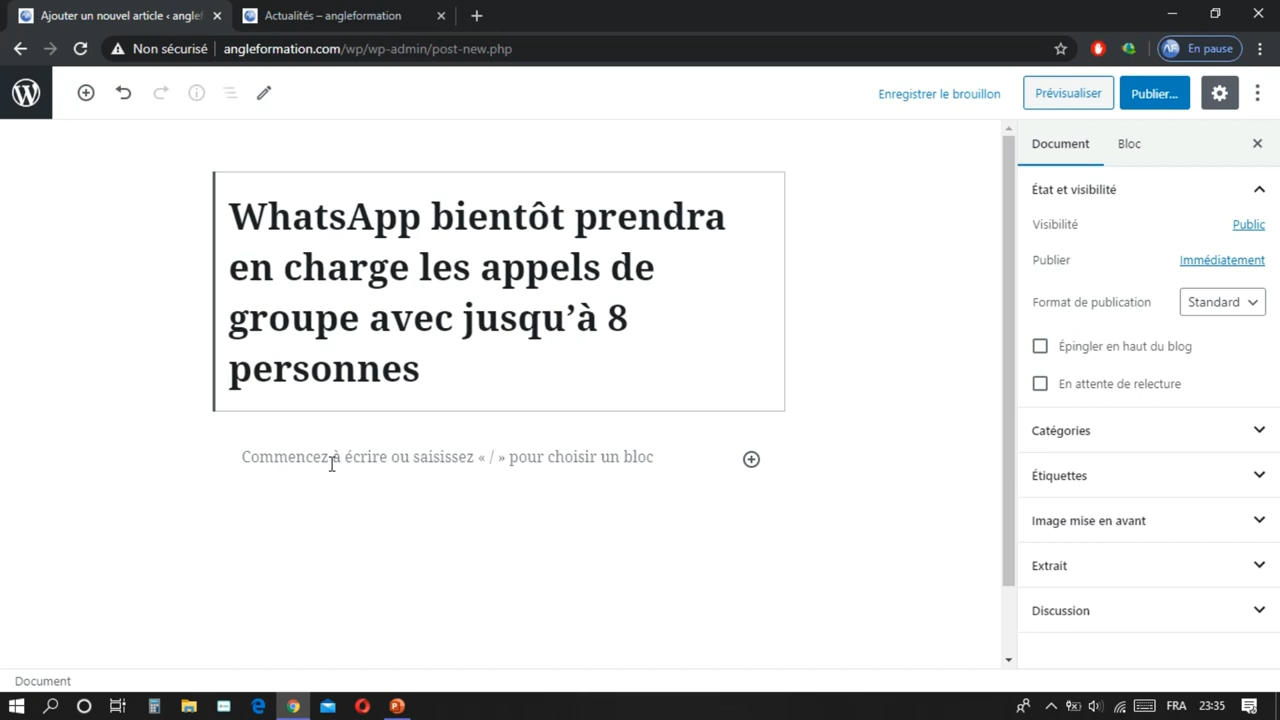 Ajouter un nouvel article ‹ anglef
Actualités – angleformation
Non sécurisé
angleformation.com/wp/wp-admin/post-new.php
En pause
Enregistrer le brouillon
Prévisualiser
Publier...
WhatsApp bientôt prendra
en charge les appels de
groupe avec jusqu’à 8
personnes
Commencez à écrire ou saisissez « / » pour choisir un bloc
Document
Bloc
État et visibilité
Visibilité
Public
Publier
Immédiatement
Format de publication
Standard
Épingler en haut du blog
En attente de relecture
Catégories
Étiquettes
Image mise en avant
Extrait
Discussion
Document
FRA
23:35